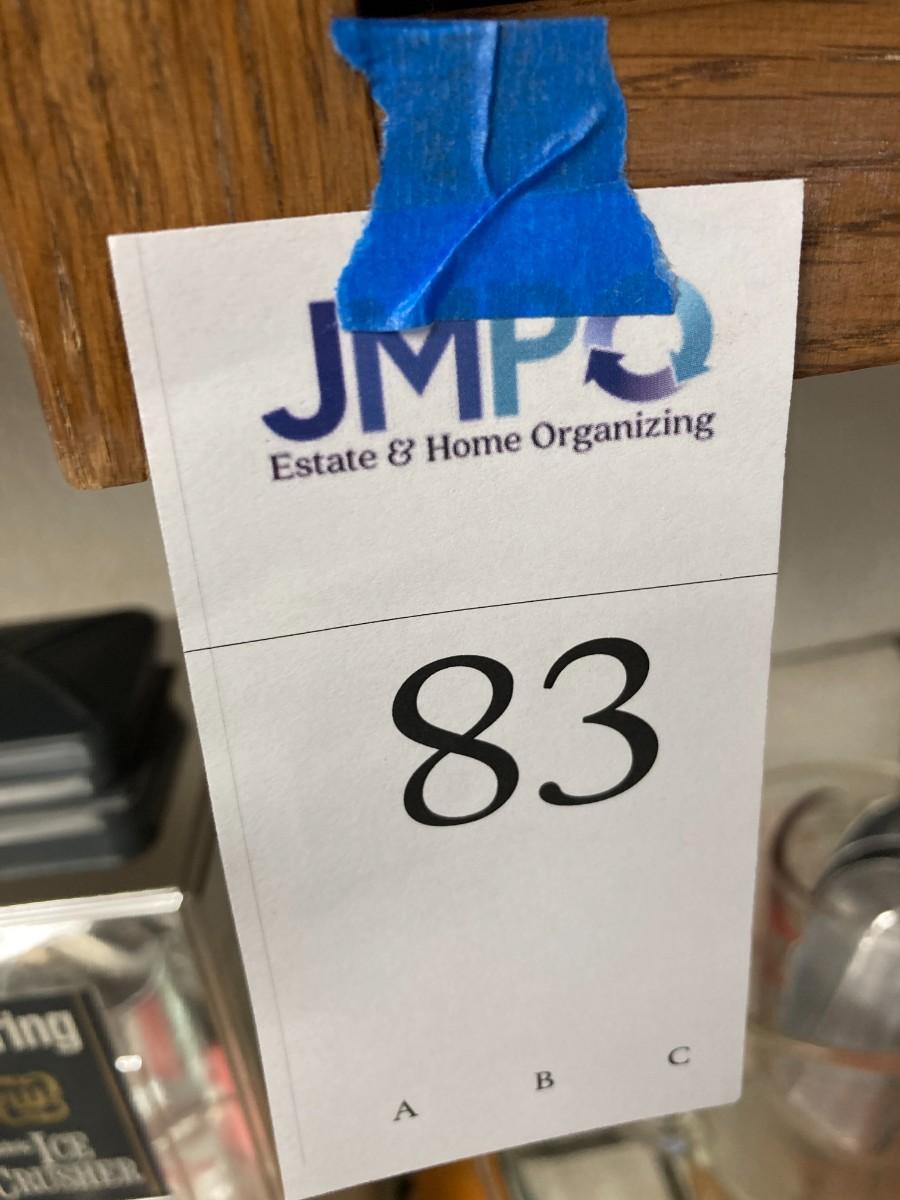 JMPO
Estate & Home Organizing
83
A B C
ring
ICE
CRUSHER